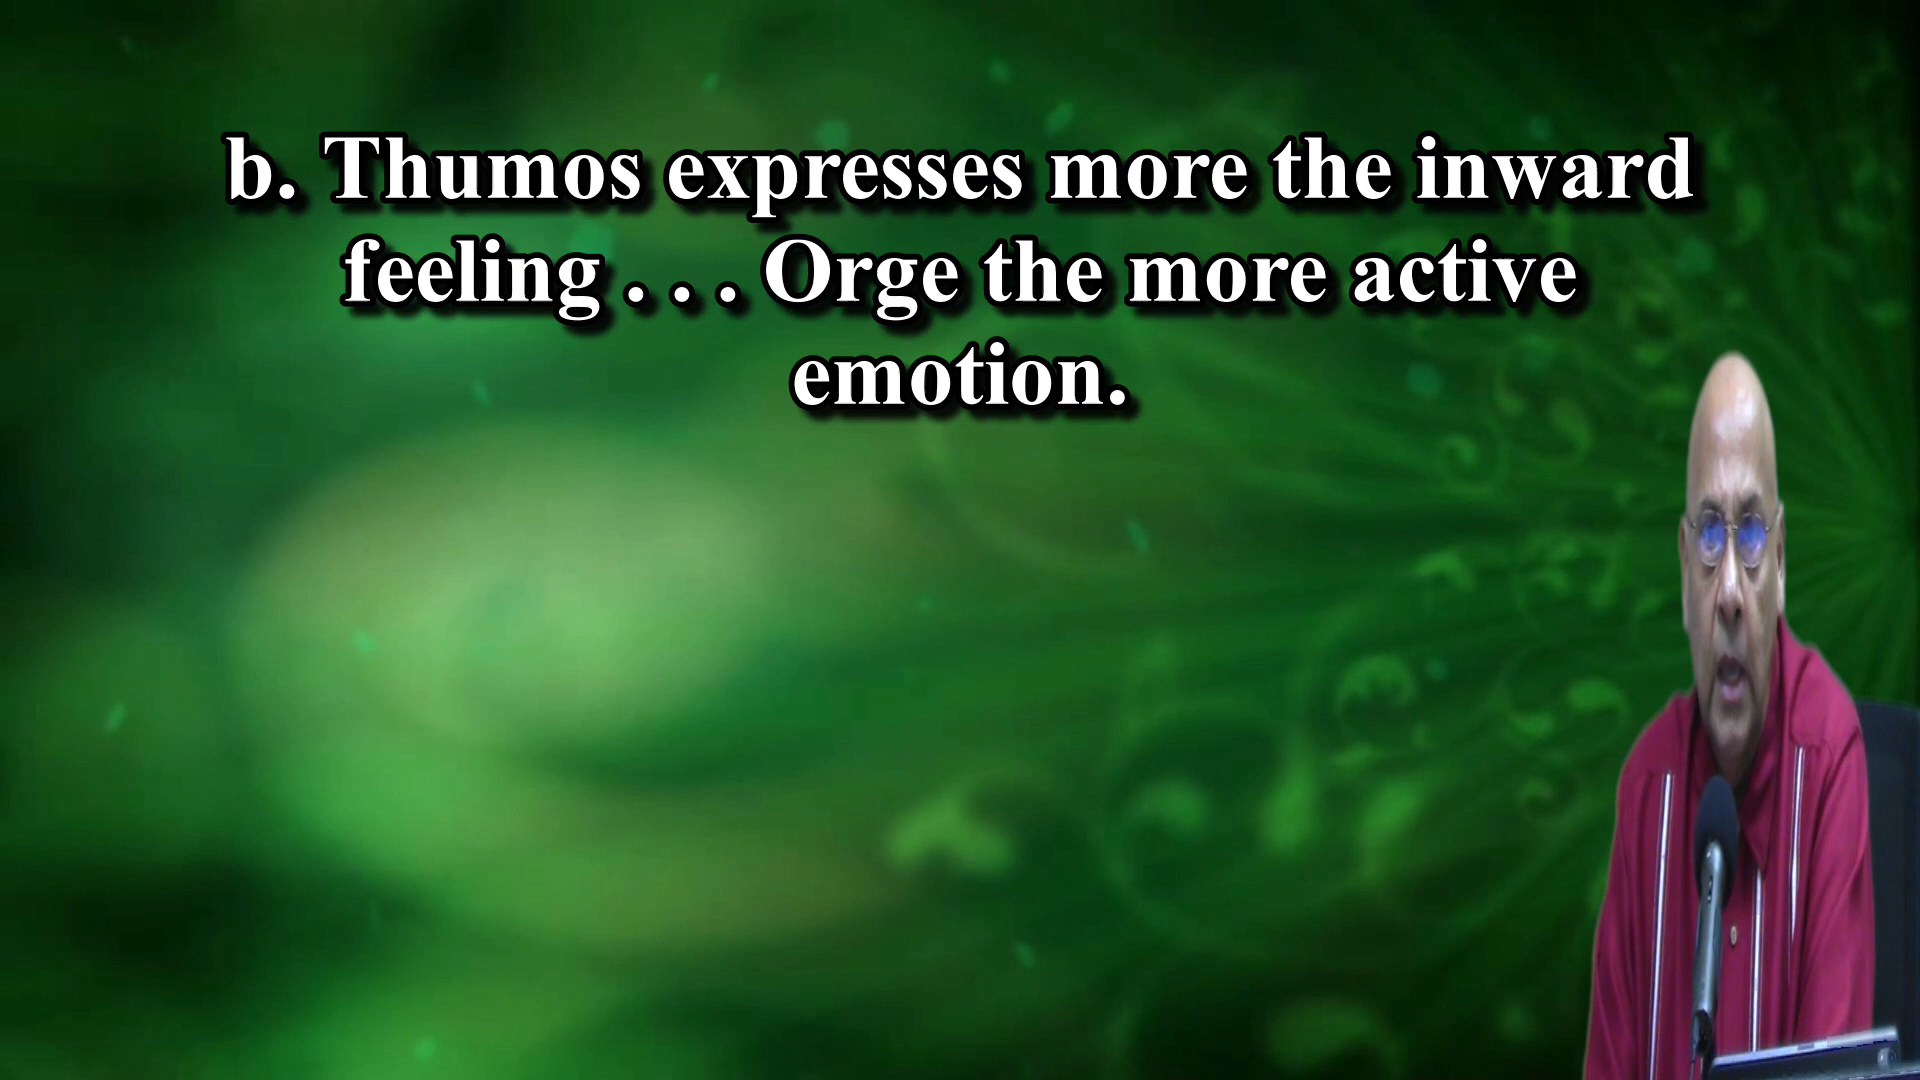 b. Thumos expresses more the inward
feeling . . . Orge the more active
emotion.